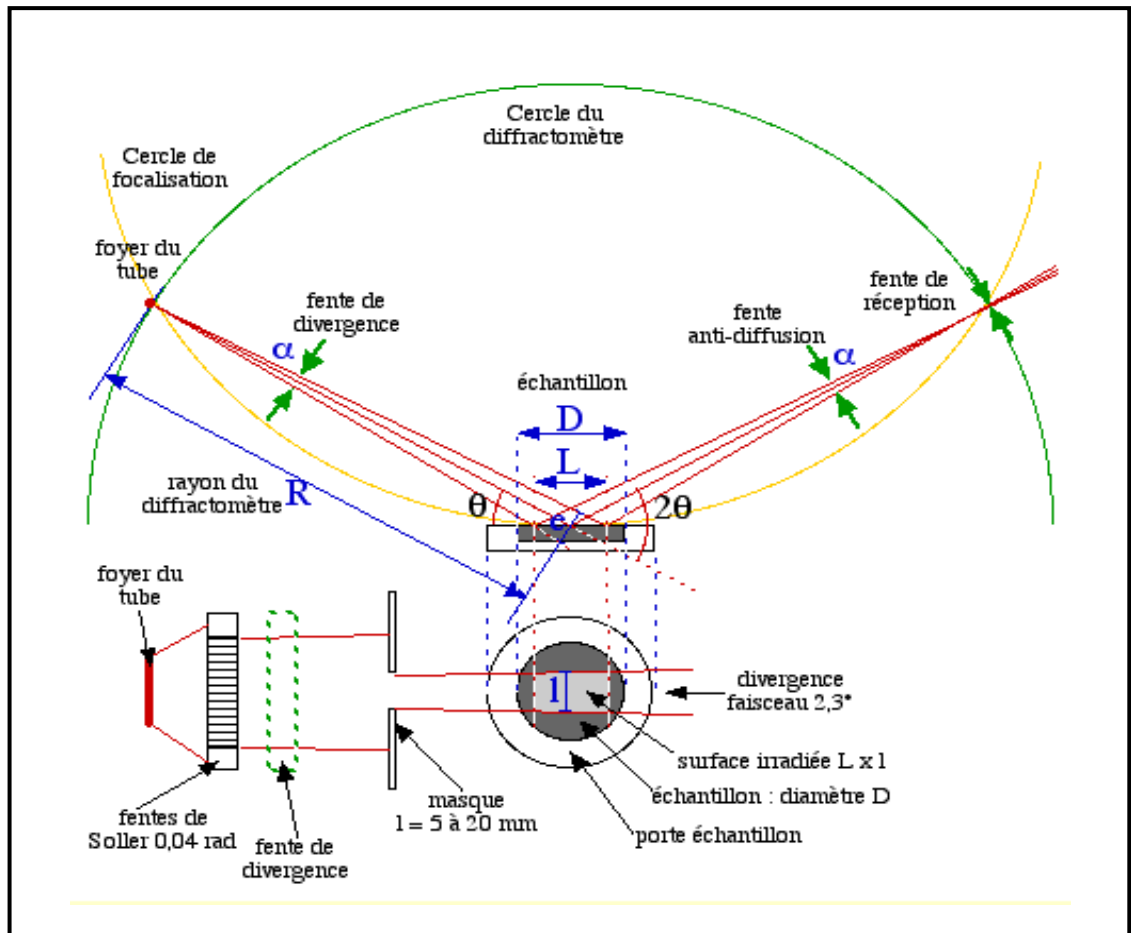 Cercle du
diffractomètre
Cercle de
focalisation
foyer du
tube
fente de
divergence
α
fente de
réception
fente
anti-diffusion
α
échantillon
D
L
rayon du
diffractomètre
R
θ
e
2θ
foyer du
tube
l
divergence
faisceau 2,3°
surface irradiée L x l
échantillon : diamètre D
porte échantillon
masque
l = 5 à 20 mm
fentes de
Soller 0,04 rad
fente de
divergence